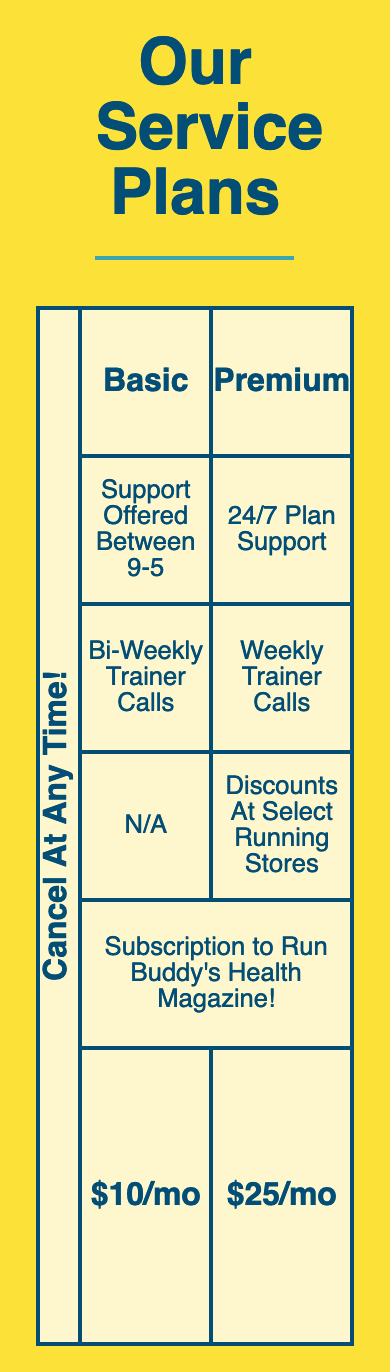 Our
Service
Plans
Cancel At Any Time!
Basic
Premium
Support
Offered
Between
9-5
24/7 Plan
Support
Bi-Weekly
Trainer
Calls
Weekly
Trainer
Calls
N/A
Discounts
At Select
Running
Stores
Subscription to Run
Buddy's Health
Magazine!
$10/mo
$25/mo